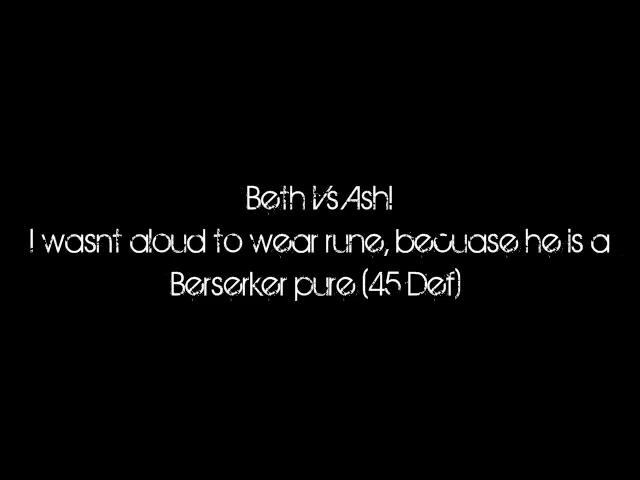 Beth Vs Ash!
I wasnt aloud to wear rune, becuase he is a
Berserker pure (45 Def)